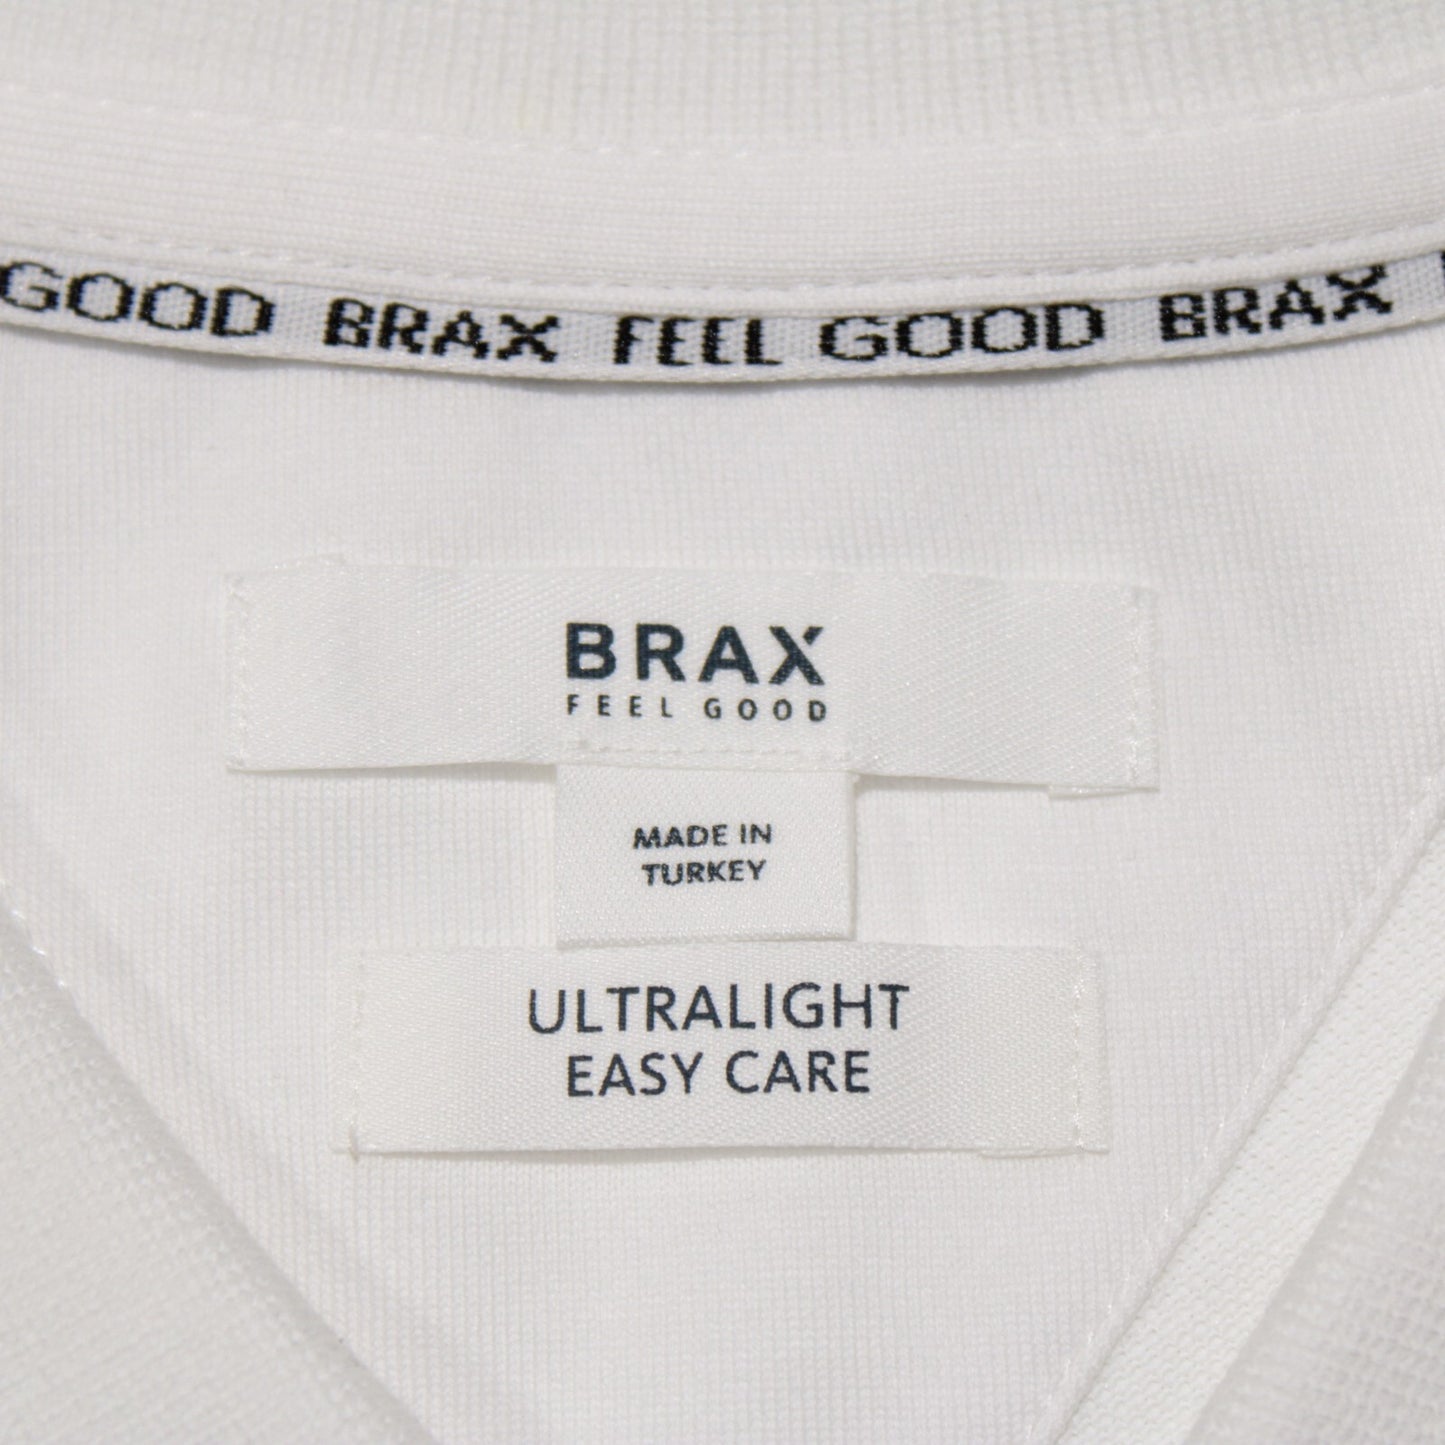 GOOD BRAX FEEL GOOD BRAX
BRAX
FEEL GOOD
MADE IN
TURKEY
ULTRALIGHT
EASY CARE